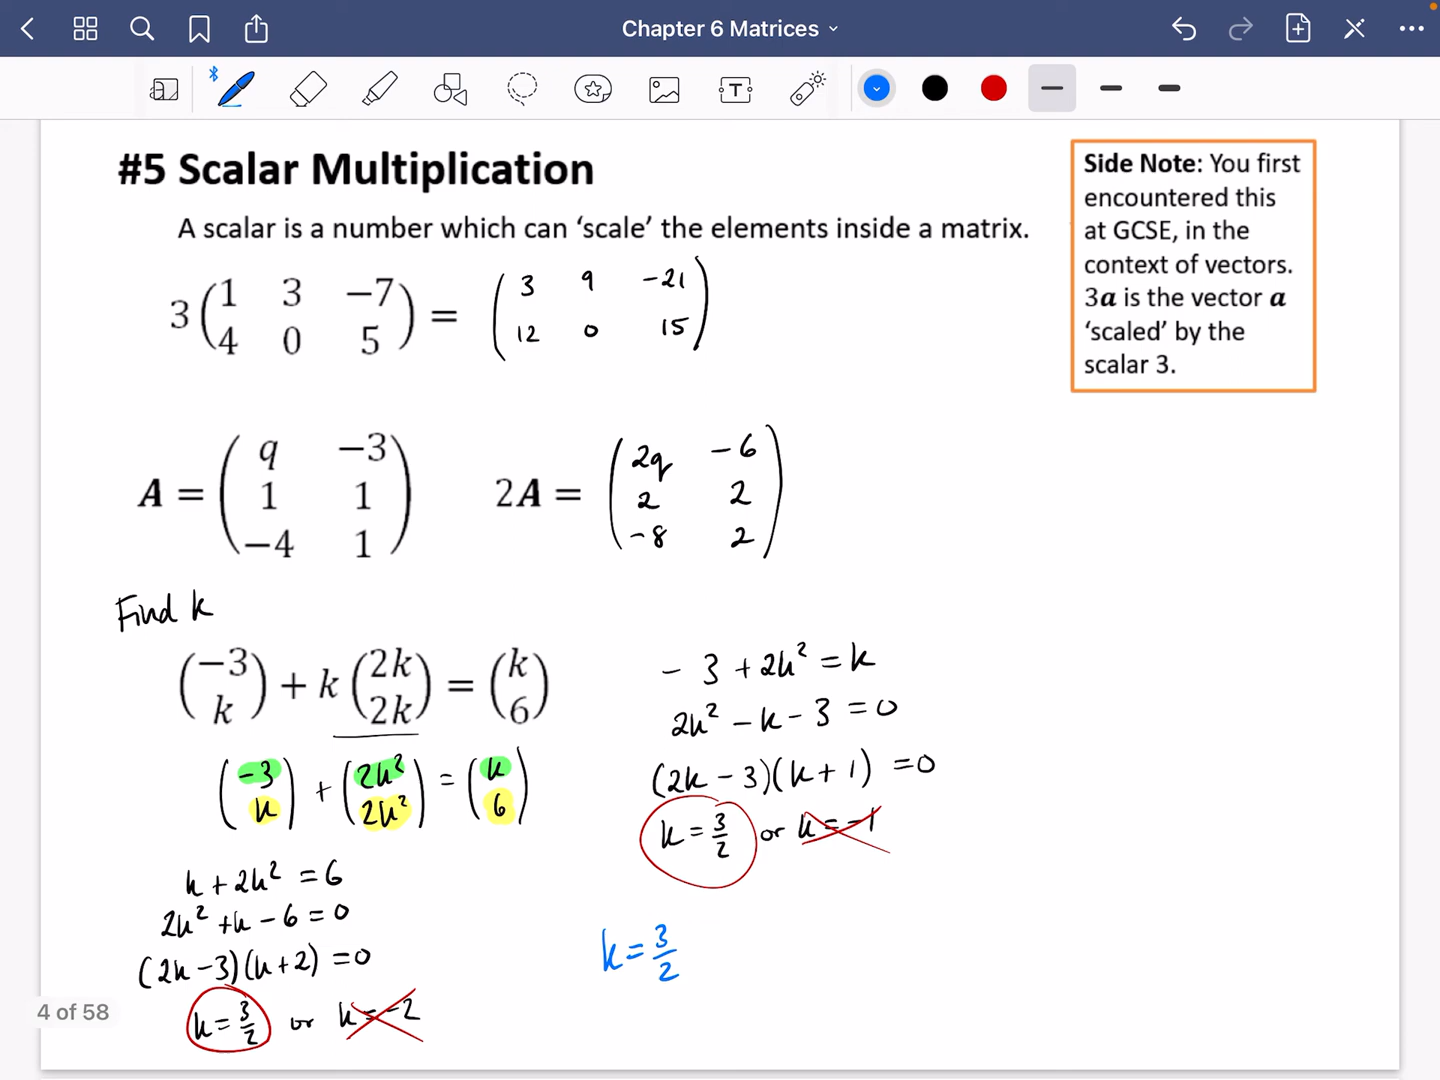 Chapter 6 Matrices
#5 Scalar Multiplication
A scalar is a number which can ‘scale’ the elements inside a matrix.
Side Note: You first
encountered this
at GCSE, in the
context of vectors.
3a is the vector a
‘scaled’ by the
scalar 3.
3 (1 3 −7
4 0 5) = (3 9 -21
12 0 15)
A = (q −3
1 1
−4 1)
2A = (2q -6
2 2
-8 2)
Find k
(−3
k) + k (2k
2k) = (k
6)
(-3
k) + (2k²
2k²) = (k
6)
k + 2k² = 6
2k² + k - 6 = 0
(2k - 3)(k + 2) = 0
k = 3/2 or k = -2
- 3 + 2k² = k
2k² - k - 3 = 0
(2k - 3)(k + 1) = 0
k = 3/2 or k = -1
k = 3/2
4 of 58